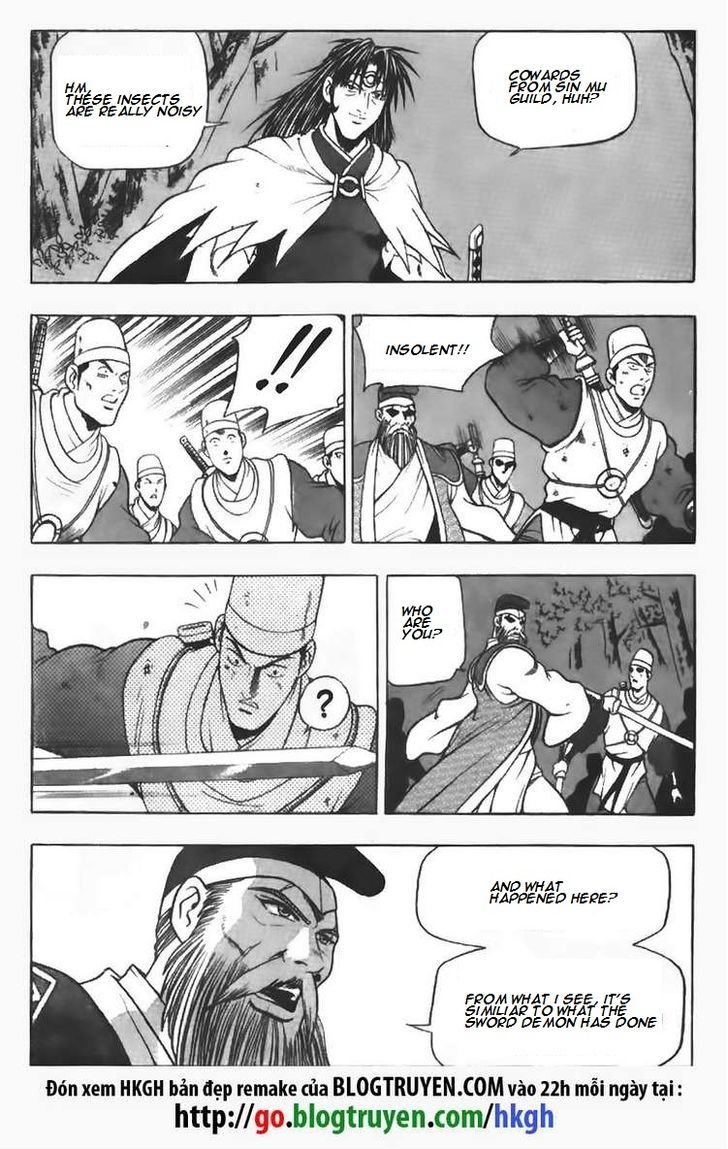 HM,
THESE INSECTS
ARE REALLY NOISY
COWARDS
FROM SIN MU
GUILD, HUH?
!!
INSOLENT!!
?
WHO
ARE
YOU?
AND WHAT
HAPPENED HERE?
FROM WHAT I SEE, IT'S
SIMILIAR TO WHAT THE
SWORD DEMON HAS DONE
Đón xem HKGH bản đẹp remake của BLOGTRUYEN.COM vào 22h mỗi ngày tại :
http://go.blogtruyen.com/hkgh